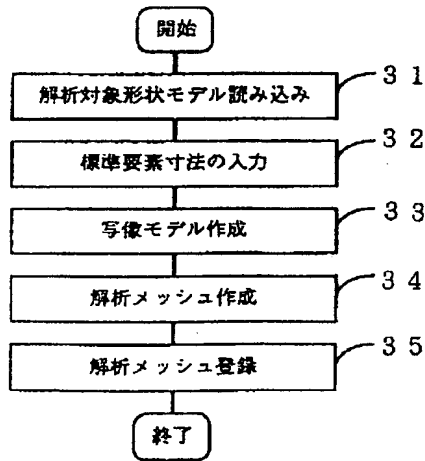 開始
解析対象形状モデル読み込み
31
標準要素寸法の入力
32
写像モデル作成
33
解析メッシュ作成
34
解析メッシュ登録
35
終了